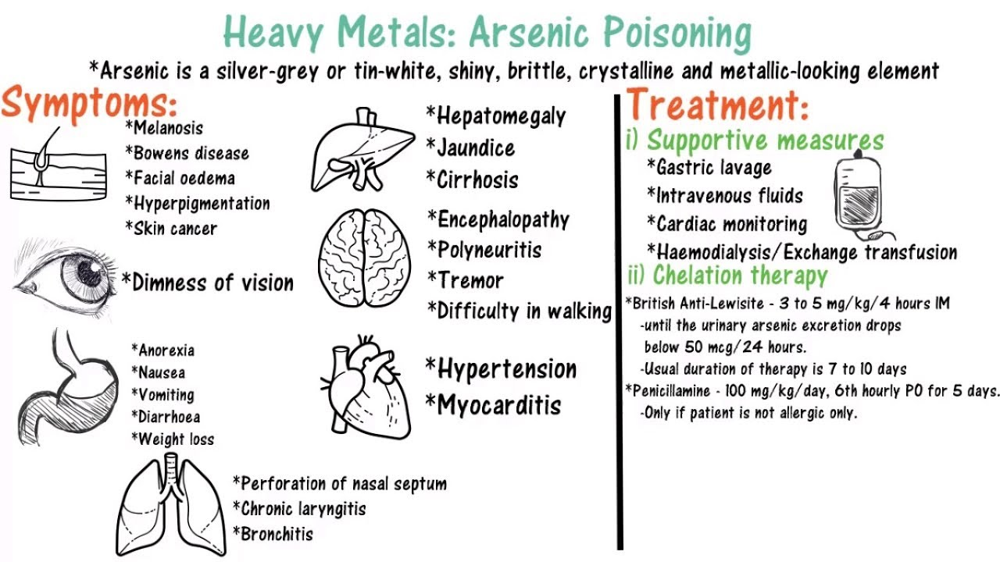 Heavy Metals: Arsenic Poisoning
*Arsenic is a silver-grey or tin-white, shiny, brittle, crystalline and metallic-looking element
Symptoms:
*Melanosis
*Bowens disease
*Facial oedema
*Hyperpigmentation
*Skin cancer
*Dimness of vision
*Anorexia
*Nausea
*Vomiting
*Diarrhoea
*Weight loss
*Perforation of nasal septum
*Chronic laryngitis
*Bronchitis
*Hepatomegaly
*Jaundice
*Cirrhosis
*Encephalopathy
*Polyneuritis
*Tremor
*Difficulty in walking
*Hypertension
*Myocarditis
Treatment:
i) Supportive measures
*Gastric lavage
*Intravenous fluids
*Cardiac monitoring
*Haemodialysis/Exchange transfusion
ii) Chelation therapy
*British Anti-Lewisite - 3 to 5 mg/kg/4 hours IM
-until the urinary arsenic excretion drops
below 50 mcg/24 hours.
-Usual duration of therapy is 7 to 10 days
*Penicillamine - 100 mg/kg/day, 6th hourly PO for 5 days.
-Only if patient is not allergic only.